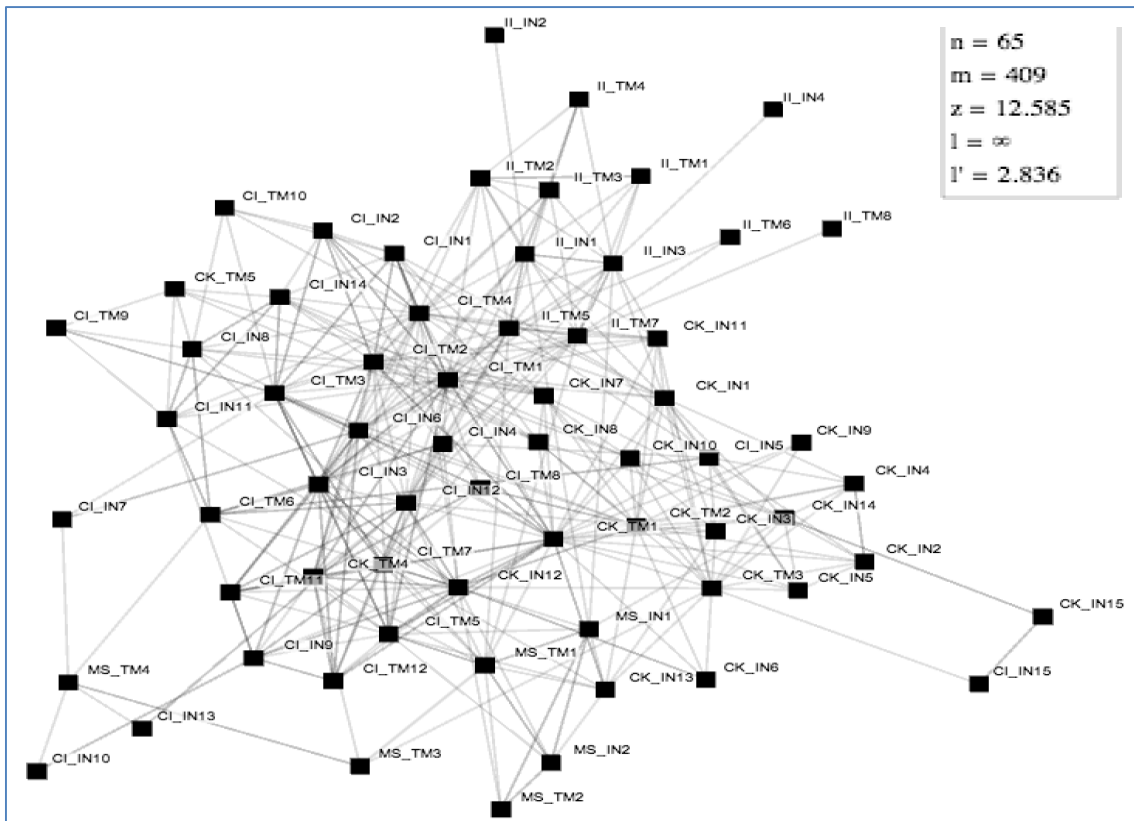 II_IN2
n = 65
m = 409
z = 12.585
l = ∞
l' = 2.836
II_TM4
II_IN4
II_TM2
II_TM3
II_TM1
CI_TM10
CI_IN2
CI_IN1
II_IN1
II_IN3
II_TM6
II_TM8
CK_TM5
CI_IN14
CI_TM4
CI_TM9
CI_IN8
CI_TM2
II_TM5
II_TM7
CK_IN11
CI_TM3
CI_TM1
CK_IN7
CK_IN1
CI_IN11
CI_IN6
CI_IN4
CK_IN8
CK_IN10
CI_IN5
CK_IN9
CI_IN3
CI_TM8
CK_IN4
CI_IN7
CI_TM6
CI_IN12
CK_TM1
CK_TM2
CK_IN3
CK_IN14
CI_TM11
CK_TM4
CI_TM7
CK_IN12
CK_TM3
CK_IN5
CK_IN2
CI_IN9
CI_TM5
MS_IN1
CK_IN15
MS_TM4
CI_TM12
MS_TM1
CK_IN13
CK_IN6
CI_IN15
CI_IN13
CI_IN10
MS_TM3
MS_IN2
MS_TM2